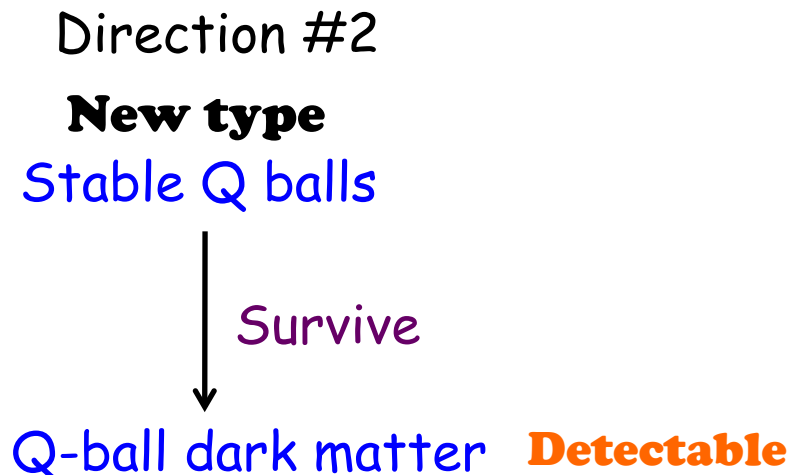 Direction #2
New type
Stable Q balls
Survive
Q-ball dark matter Detectable